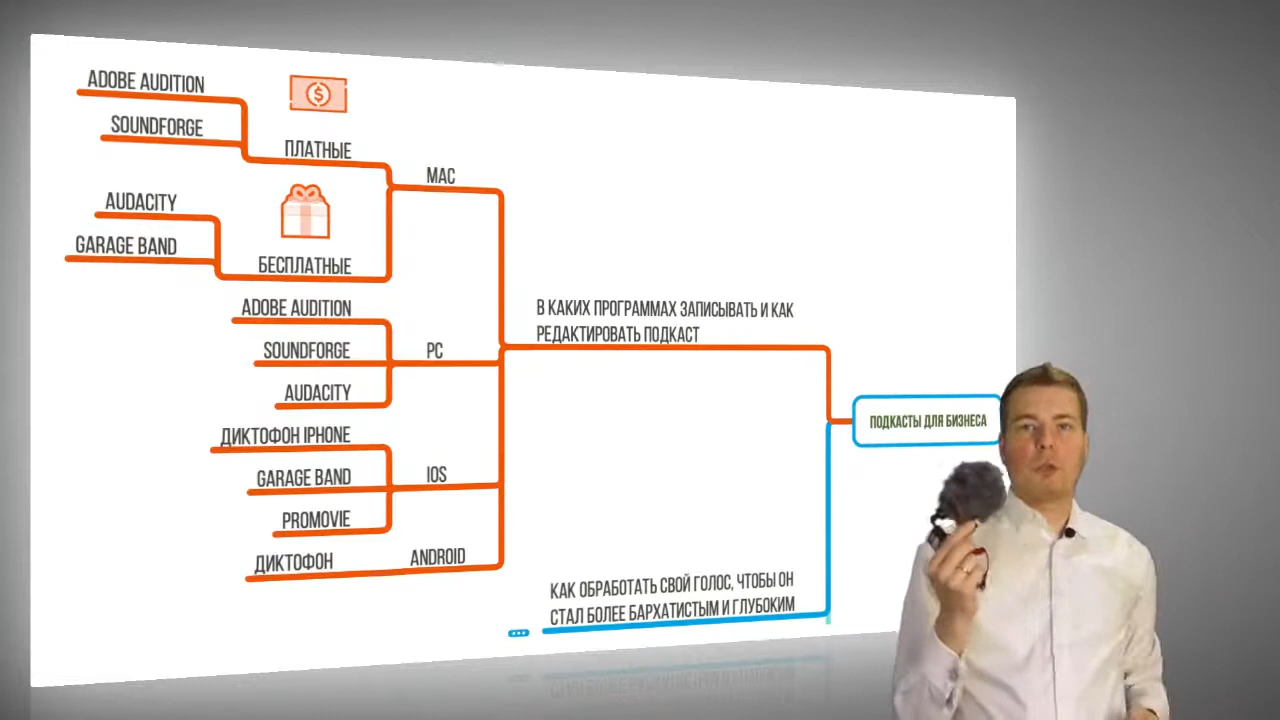 ADOBE AUDITION
SOUNDFORGE
ПЛАТНЫЕ
MAC
AUDACITY
GARAGE BAND
БЕСПЛАТНЫЕ
ADOBE AUDITION
SOUNDFORGE
PC
AUDACITY
ДИКТОФОН IPHONE
GARAGE BAND
IOS
PROMOVIE
ДИКТОФОН
ANDROID
В КАКИХ ПРОГРАММАХ ЗАПИСЫВАТЬ И КАК
РЕДАКТИРОВАТЬ ПОДКАСТ
ПОДКАСТЫ ДЛЯ БИЗНЕСА
КАК ОБРАБОТАТЬ СВОЙ ГОЛОС, ЧТОБЫ ОН
СТАЛ БОЛЕЕ БАРХАТИСТЫМ И ГЛУБОКИМ